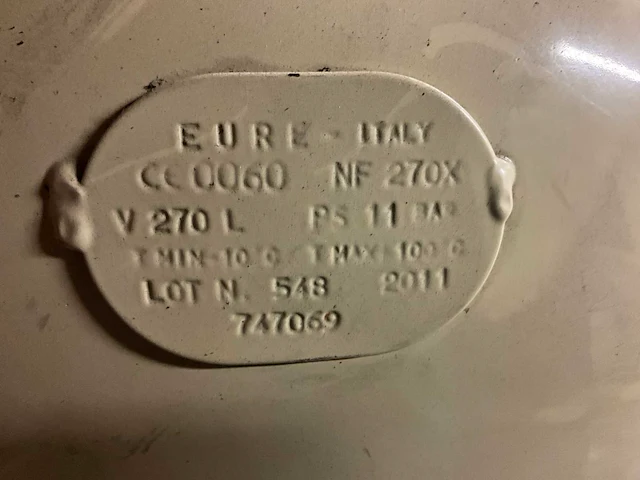 EURE - ITALY
CE 0060 NF 270X
V 270 L PS 11 BAR
T MIN-10°C / T MAX+100°C
LOT N. 548 2011
747069